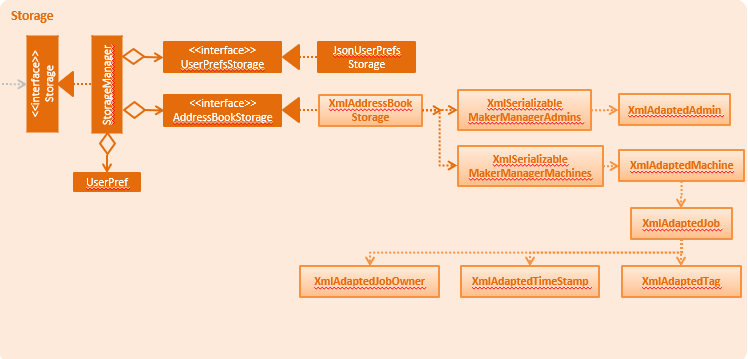 Storage
<<interface>>
Storage
StorageManager
<<interface>>
UserPrefsStorage
JsonUserPrefs
Storage
<<interface>>
AddressBookStorage
XmlAddressBook
Storage
XmlSerializable
MakerManagerAdmins
XmlAdaptedAdmin
XmlSerializable
MakerManagerMachines
XmlAdaptedMachine
UserPref
XmlAdaptedJob
XmlAdaptedJobOwner
XmlAdaptedTimeStamp
XmlAdaptedTag